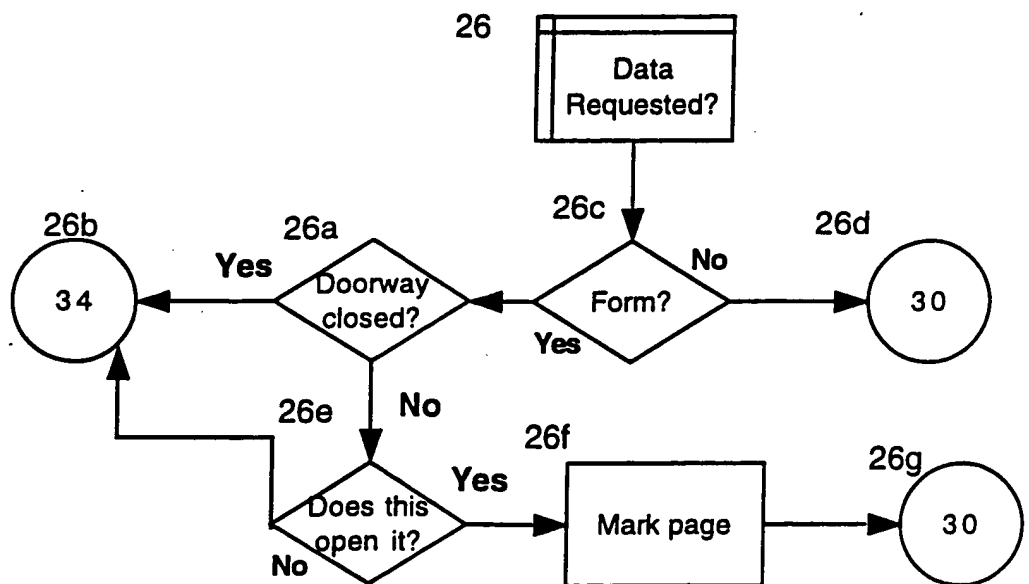 26
Data
Requested?
26c
26d
26b
26a
Yes
No
34
Doorway
closed?
Form?
30
Yes
26e
No
26f
26g
Yes
Does this
open it?
Mark page
30
No